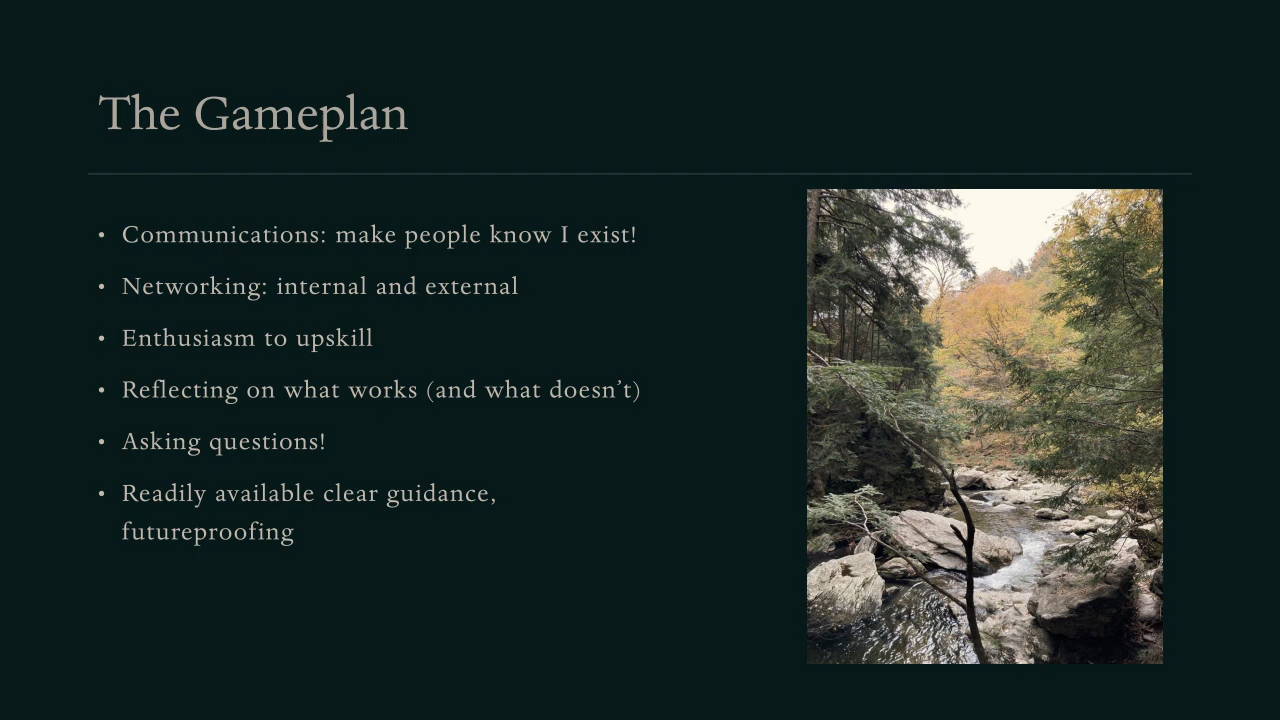 The Gameplan
• Communications: make people know I exist!
• Networking: internal and external
• Enthusiasm to upskill
• Reflecting on what works (and what doesn’t)
• Asking questions!
• Readily available clear guidance,
futureproofing